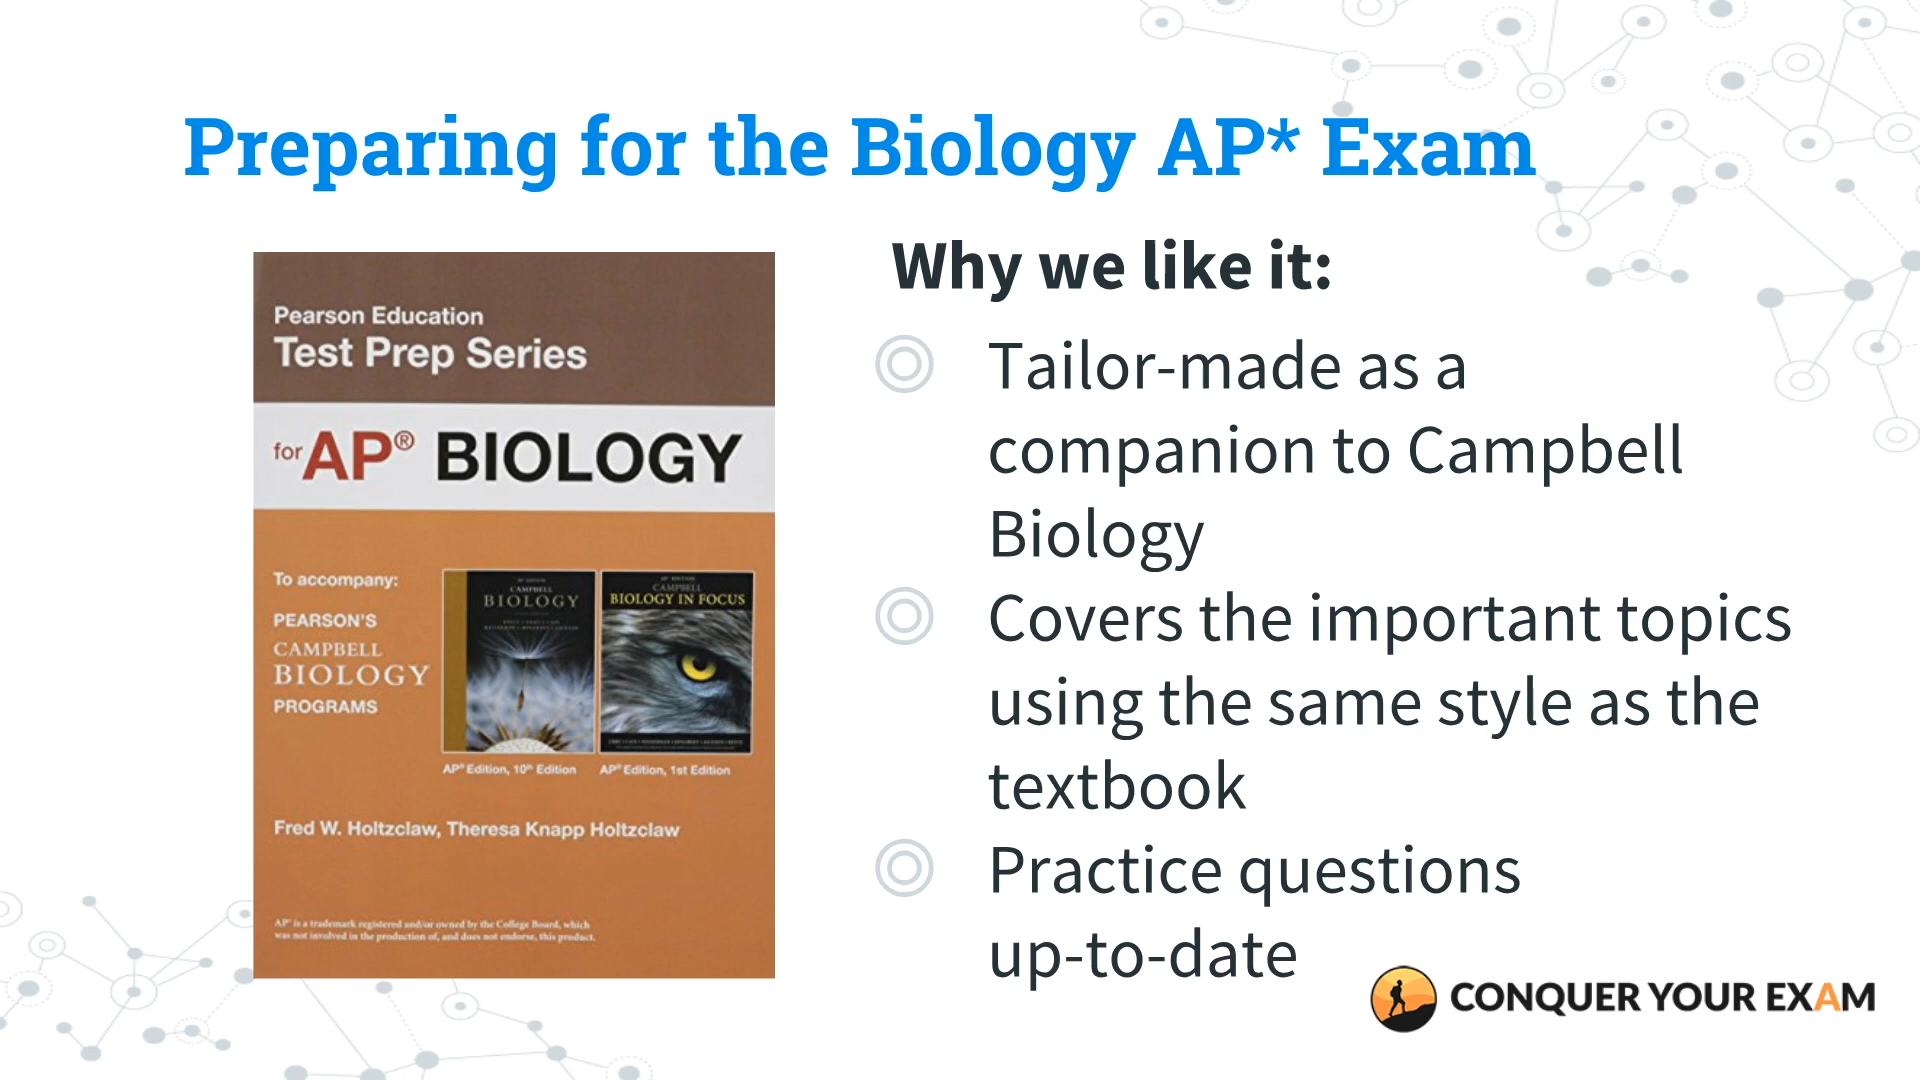 Preparing for the Biology AP* Exam
Pearson Education
Test Prep Series
for AP® BIOLOGY
To accompany:
PEARSON'S
CAMPBELL
BIOLOGY
PROGRAMS
CAMPBELL
BIOLOGY
CAMPBELL
BIOLOGY IN FOCUS
AP® Edition, 10th Edition
AP® Edition, 1st Edition
Fred W. Holtzclaw, Theresa Knapp Holtzclaw
AP® is a trademark registered and/or owned by the College Board, which
was not involved in the production of, and does not endorse, this product.
Why we like it:
Tailor-made as a
companion to Campbell
Biology
Covers the important topics
using the same style as the
textbook
Practice questions
up-to-date
CONQUER YOUR EXAM